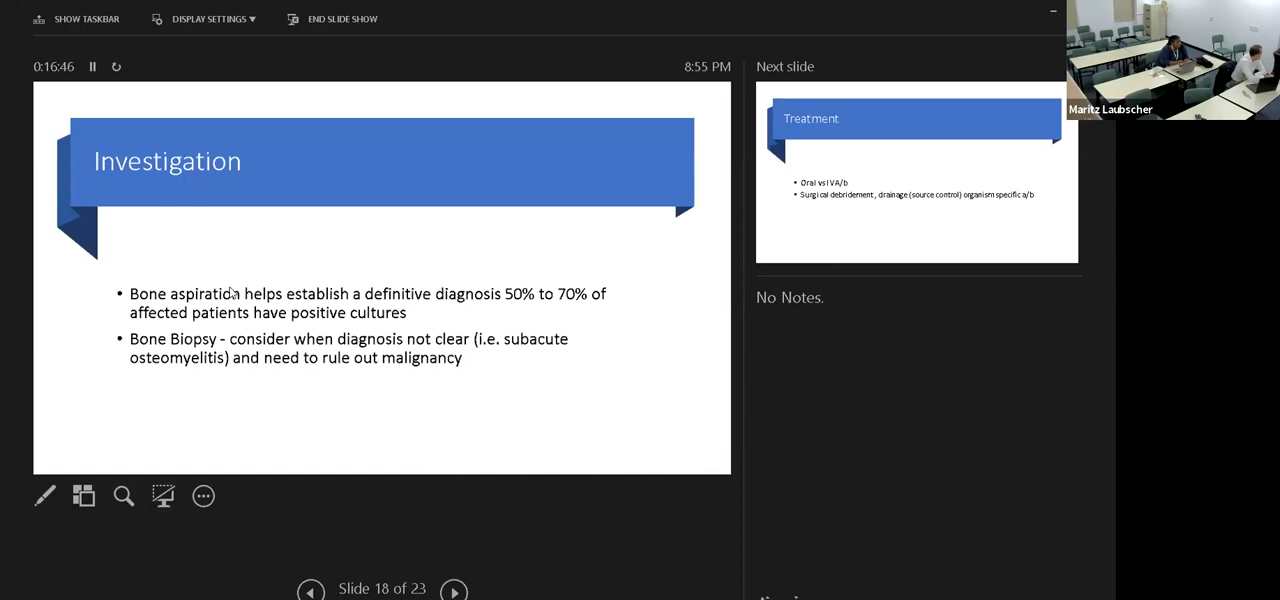 SHOW TASKBAR
DISPLAY SETTINGS ▼
END SLIDE SHOW
0:16:46
8:55 PM
Next slide
Maritz Laubscher
Investigation
• Bone aspiration helps establish a definitive diagnosis 50% to 70% of
affected patients have positive cultures
• Bone Biopsy - consider when diagnosis not clear (i.e. subacute
osteomyelitis) and need to rule out malignancy
Treatment
• Oral vs IV A/b
• Surgical debridement , drainage (source control) organism specific a/b
No Notes.
Slide 18 of 23